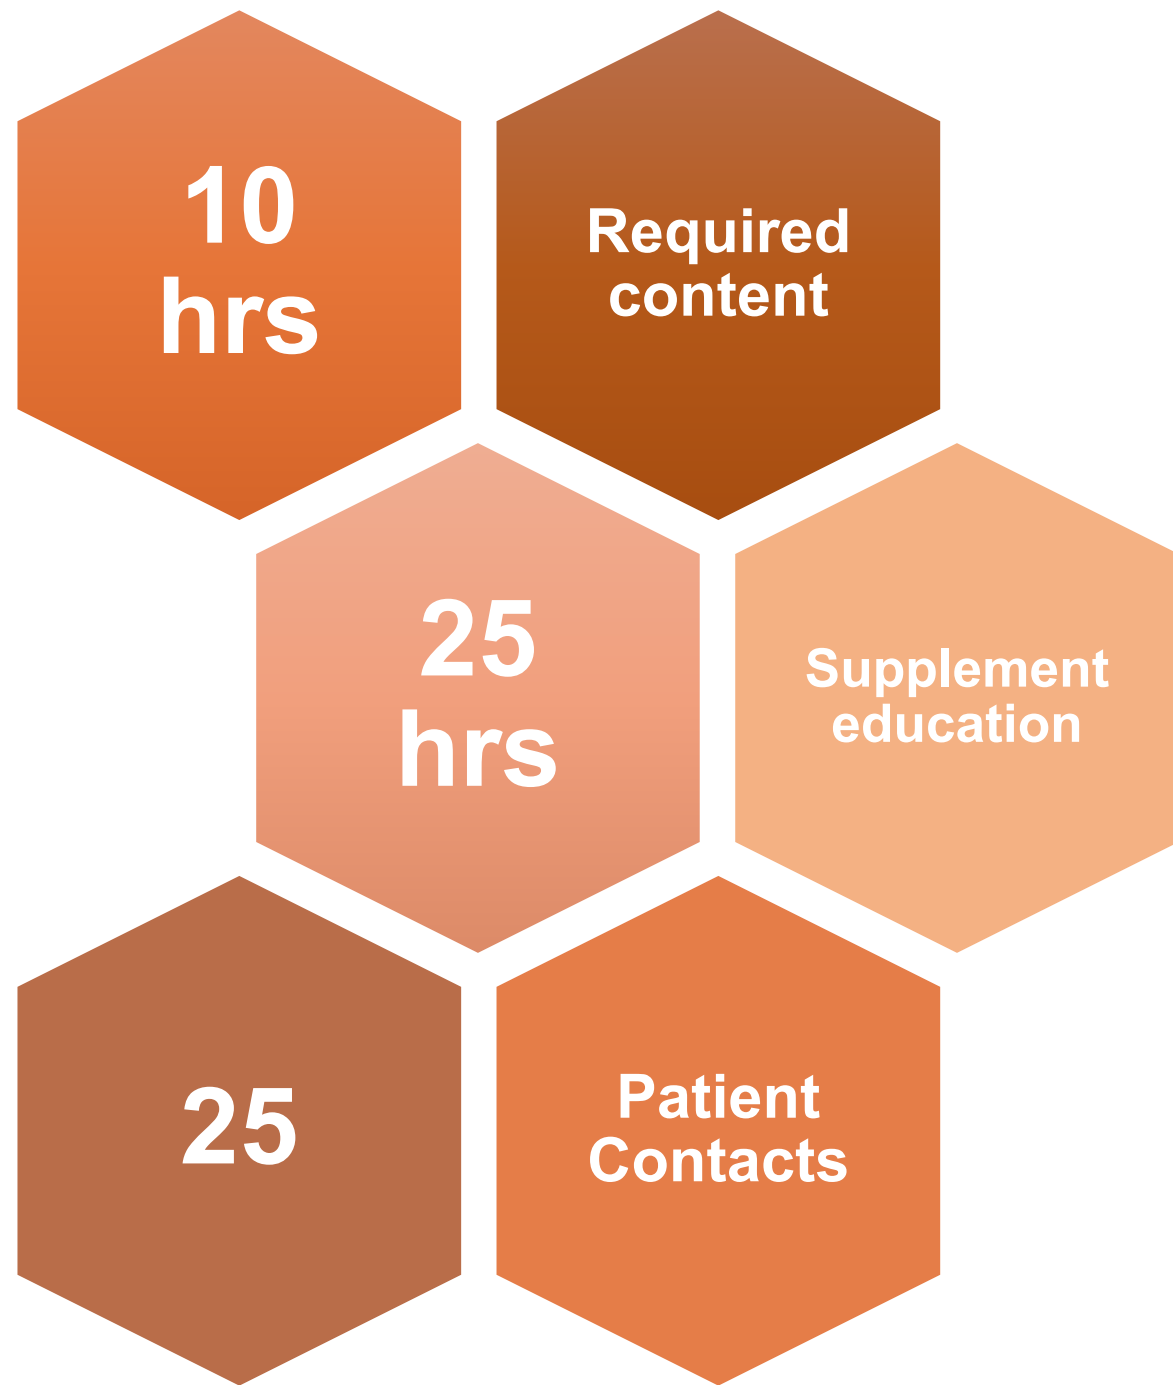 10
hrs
Required
content
25
hrs
Supplement
education
25
Patient
Contacts